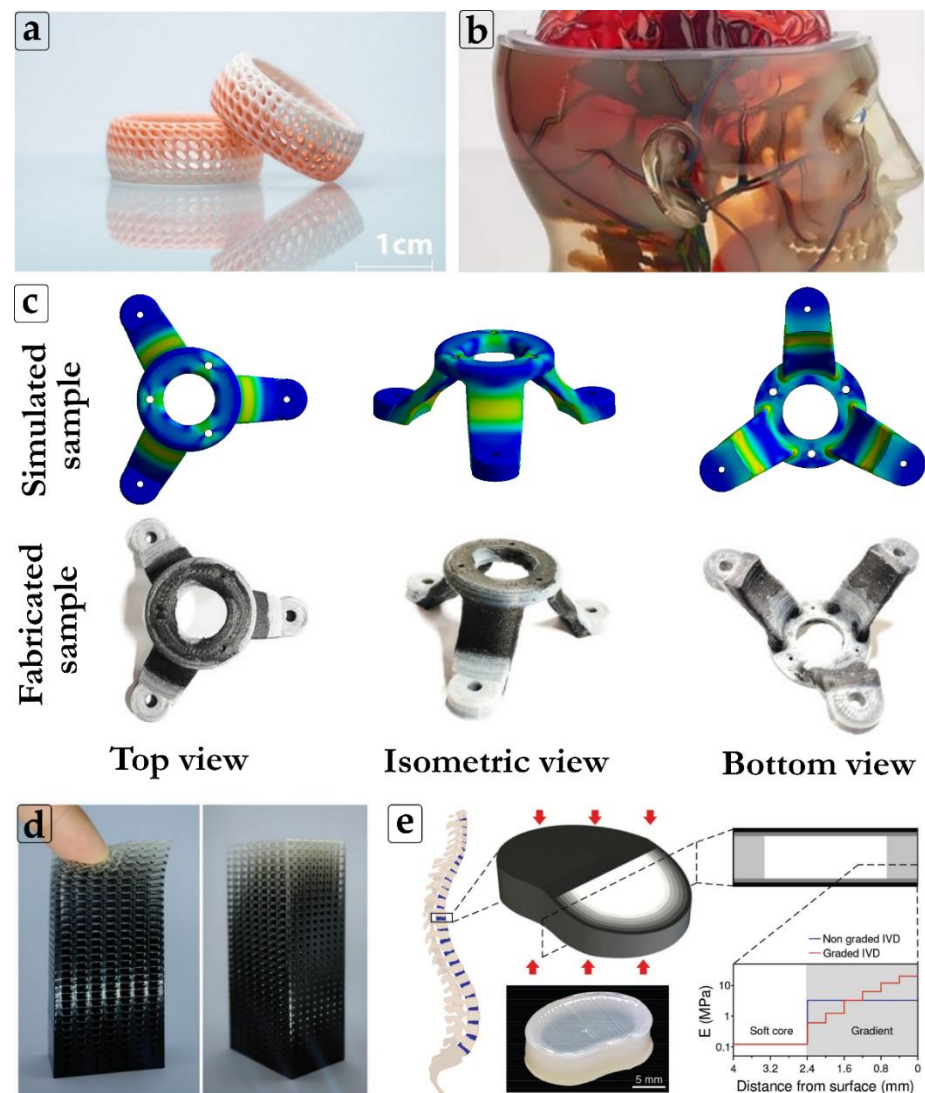 a
1cm
b
c
Simulated
sample
Fabricated
sample
Top view
Isometric view
Bottom view
d
e
5 mm
Non graded IVD
Graded IVD
E (MPa)
10
1
0.1
Soft core
Gradient
4
3.2
2.4
1.6
0.8
0
Distance from surface (mm)